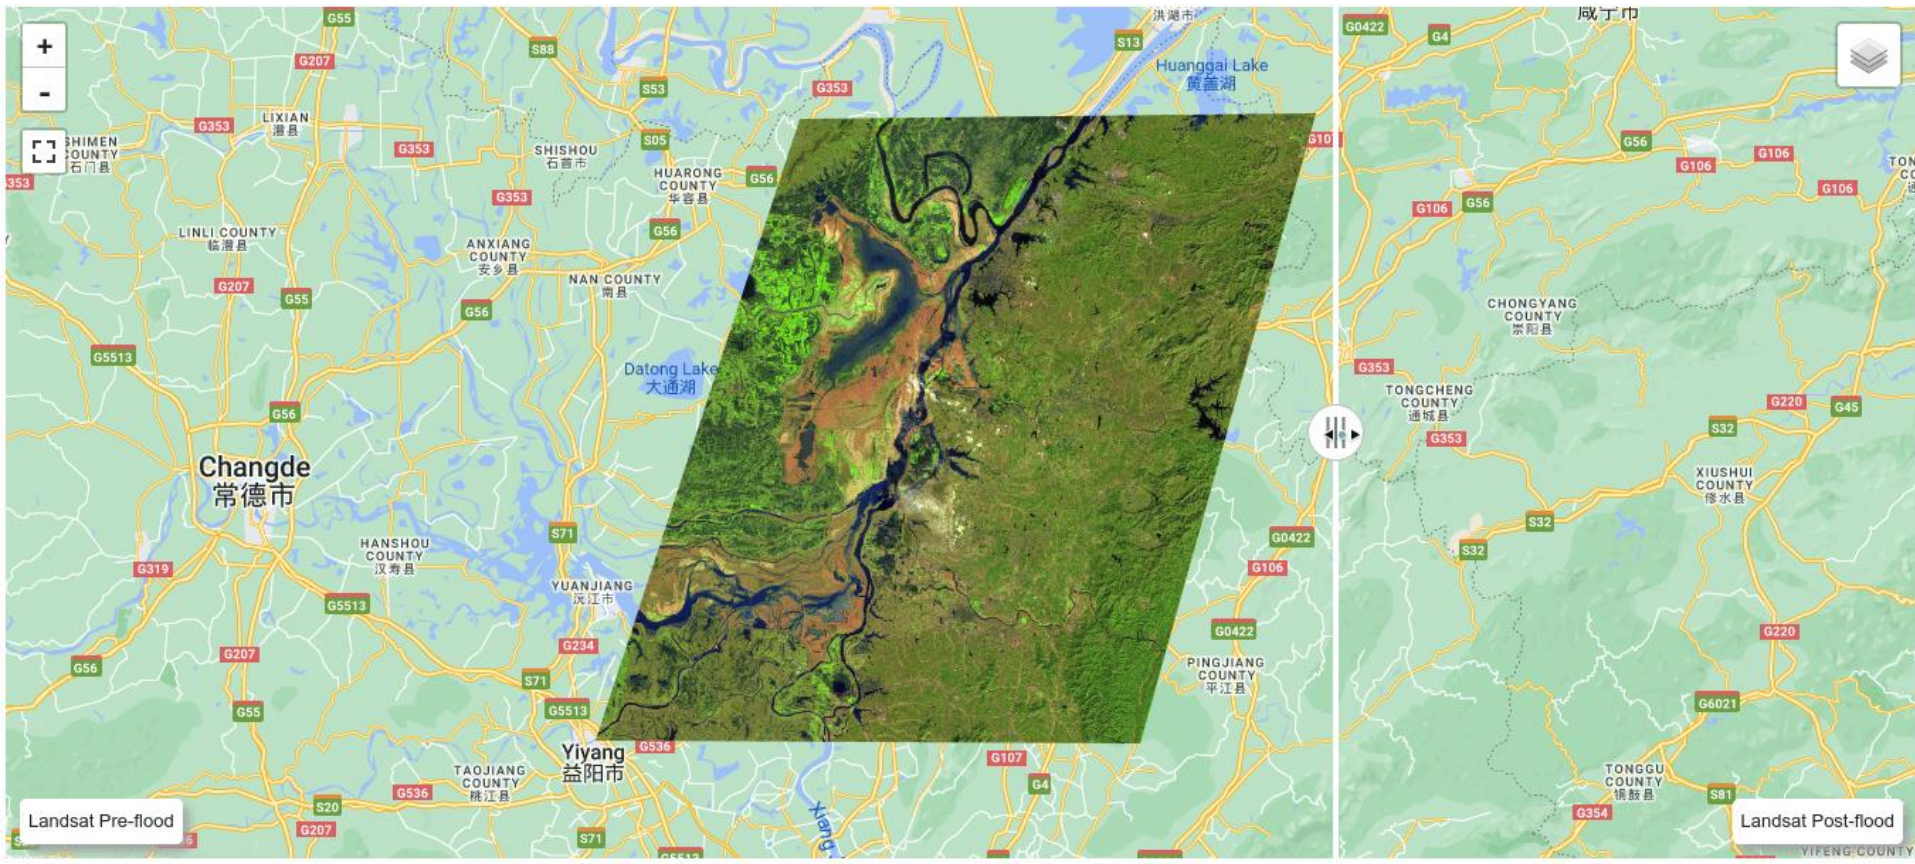 G55
洪湖市
咸宁市
+
S88
S13
G0422
G4
G207
Huanggai Lake
黄盖湖
-
S53
G353
LIXIAN
澧县
G353
SHIMEN
COUNTY
石门县
G353
SHISHOU
石首市
S05
G107
G56
G106
G106
353
HUARONG
COUNTY
华容县
G56
G353
G106
G106
G56
LINLI COUNTY
临澧县
G56
ANXIANG
COUNTY
安乡县
NAN COUNTY
南县
G207
G55
G56
CHONGYANG
COUNTY
崇阳县
G5513
Datong Lake
大通湖
G353
TONGCHENG
COUNTY
通城县
G220
G45
G56
G353
S32
Changde
常德市
XIUSHUI
COUNTY
修水县
S71
S32
G0422
HANSHOU
COUNTY
汉寿县
S32
G319
YUANJIANG
沅江市
G106
G5513
G0422
G220
G56
G207
G234
S71
PINGJIANG
COUNTY
平江县
G55
G5513
G6021
Yiyang
益阳市
G536
G107
TAOJIANG
COUNTY
桃江县
G536
G4
TONGGU
COUNTY
铜鼓县
S81
S20
G354
Landsat Pre-flood
G207
S71
Xiang
Landsat Post-flood
G5513
YIFENG COUNTY